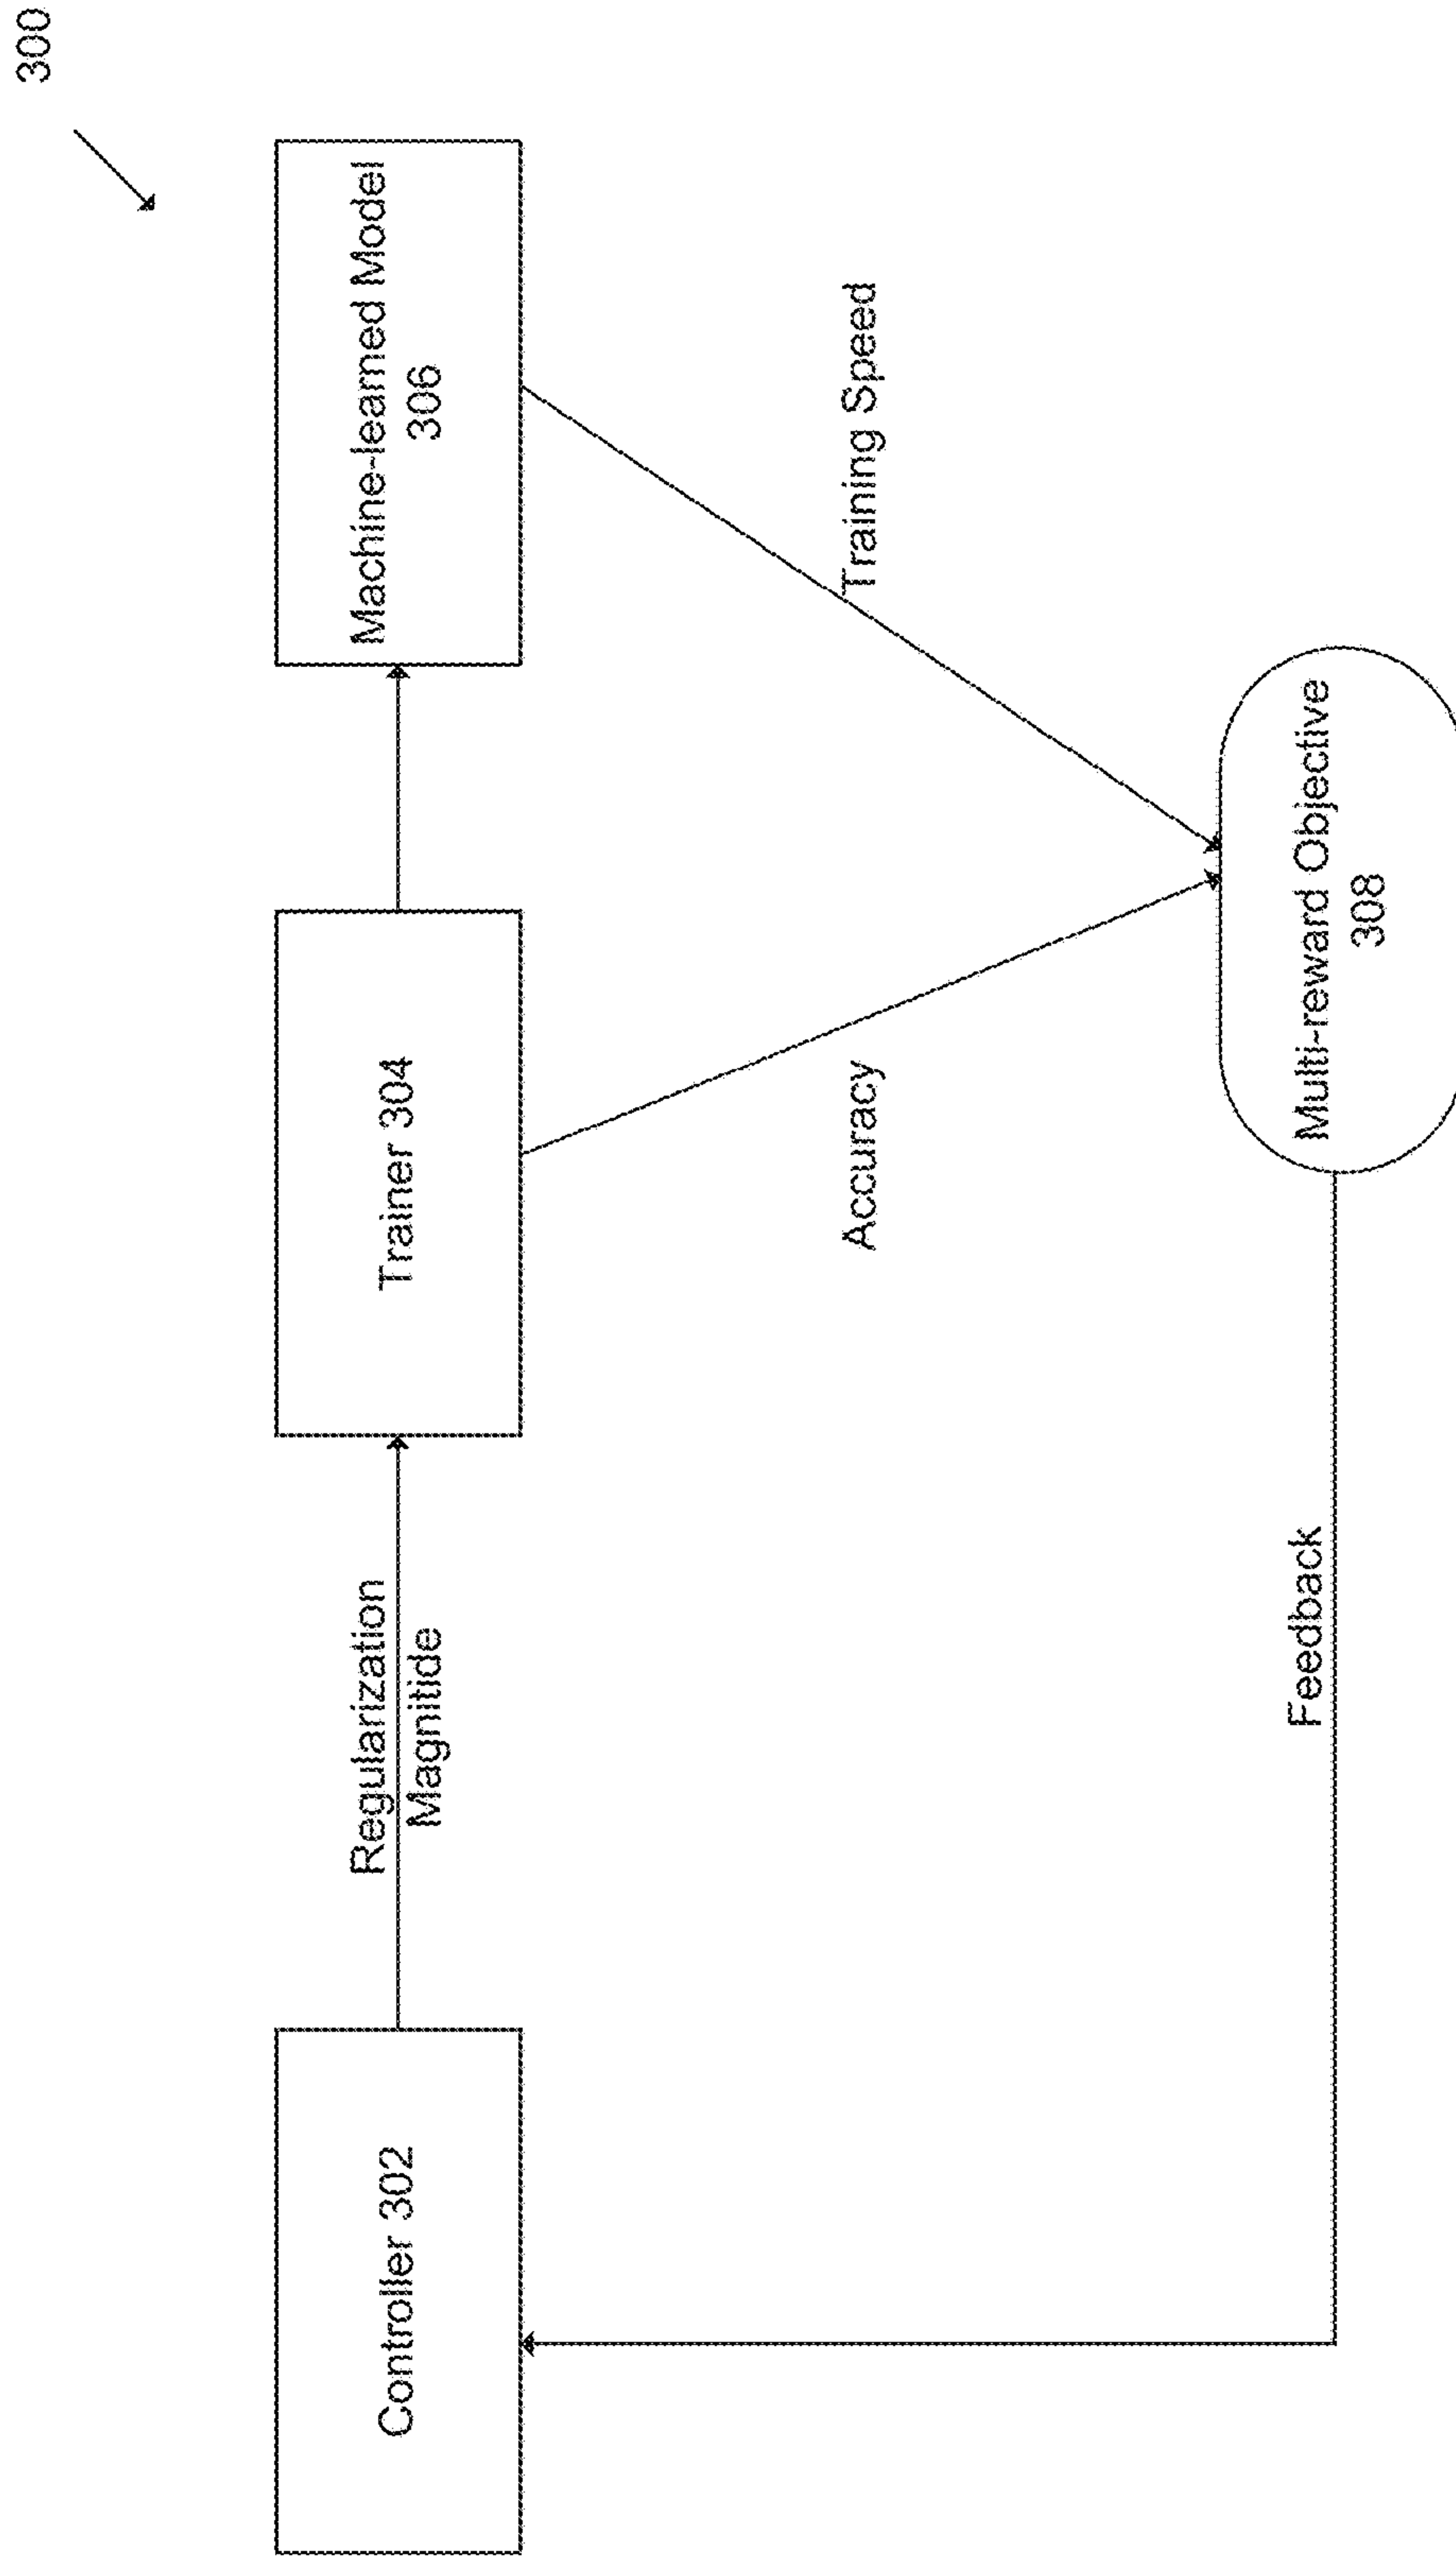 300
Controller 302
Regularization
Magnitide
Trainer 304
Machine-learned Model
306
Accuracy
Training Speed
Feedback
Multi-reward Objective
308